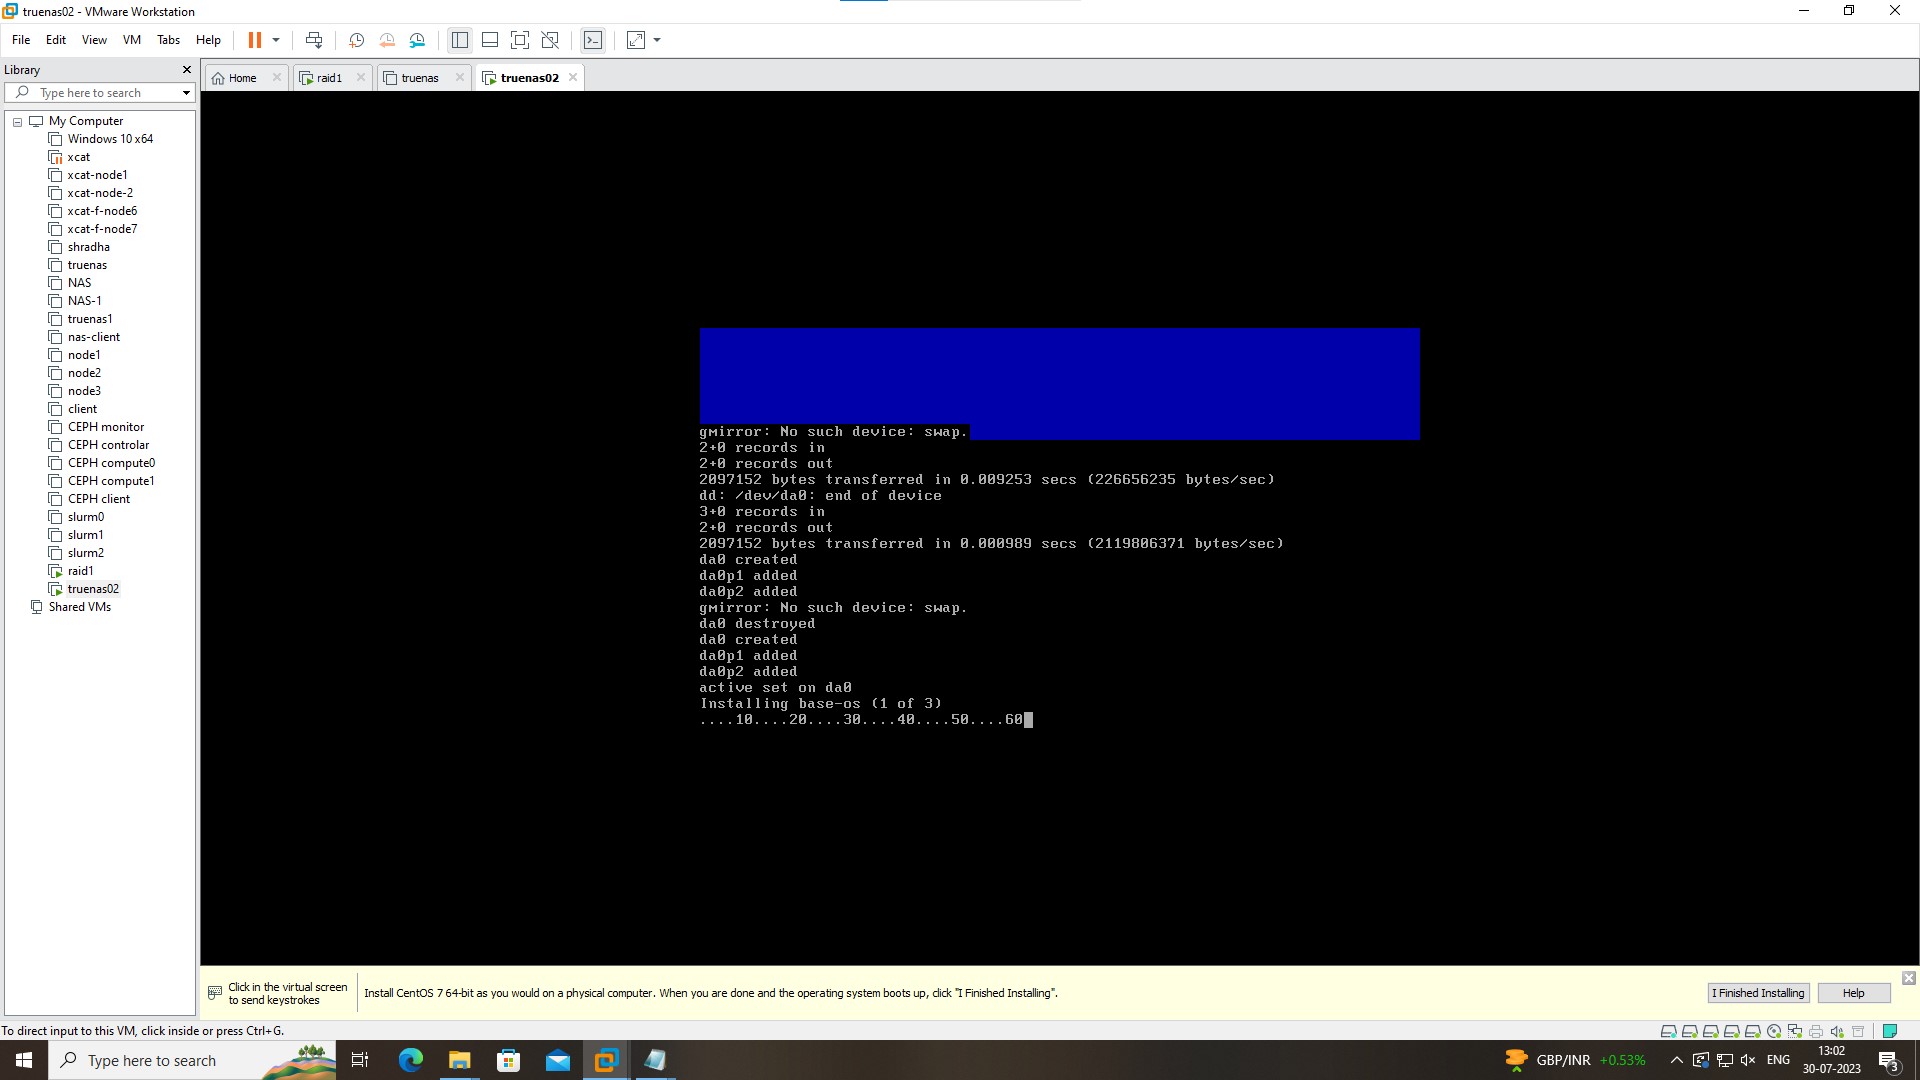 truenas02 - VMware Workstation
File Edit View VM Tabs Help
Library
Type here to search
My Computer
Windows 10 x64
xcat
xcat-node1
xcat-node-2
xcat-f-node6
xcat-f-node7
shradha
truenas
NAS
NAS-1
truenas1
nas-client
node1
node2
node3
client
CEPH monitor
CEPH controlar
CEPH compute0
CEPH compute1
CEPH client
slurm0
slurm1
slurm2
raid1
truenas02
Shared VMs
Home raid1 truenas truenas02
gmirror: No such device: swap.
2+0 records in
2+0 records out
2097152 bytes transferred in 0.009253 secs (226656235 bytes/sec)
dd: /dev/da0: end of device
3+0 records in
2+0 records out
2097152 bytes transferred in 0.000989 secs (2119806371 bytes/sec)
da0 created
da0p1 added
da0p2 added
gmirror: No such device: swap.
da0 destroyed
da0 created
da0p1 added
da0p2 added
active set on da0
Installing base-os (1 of 3)
....10....20....30....40....50....60
Click in the virtual screen
to send keystrokes
Install CentOS 7 64-bit as you would on a physical computer. When you are done and the operating system boots up, click "I Finished Installing".
I Finished Installing Help
To direct input to this VM, click inside or press Ctrl+G.
Type here to search
GBP/INR +0.53%
ENG
13:02
30-07-2023
3